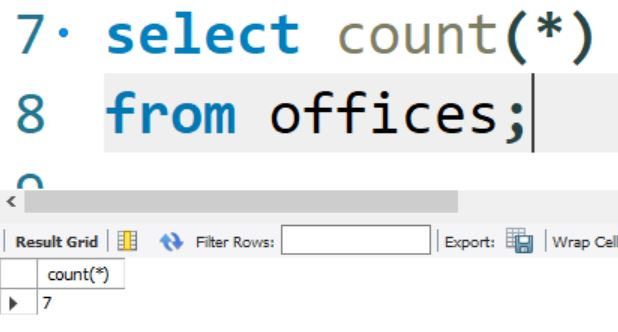 7 select count(*)
8 from offices;
Result Grid Filter Rows: Export: Wrap Cell
count(*)
7